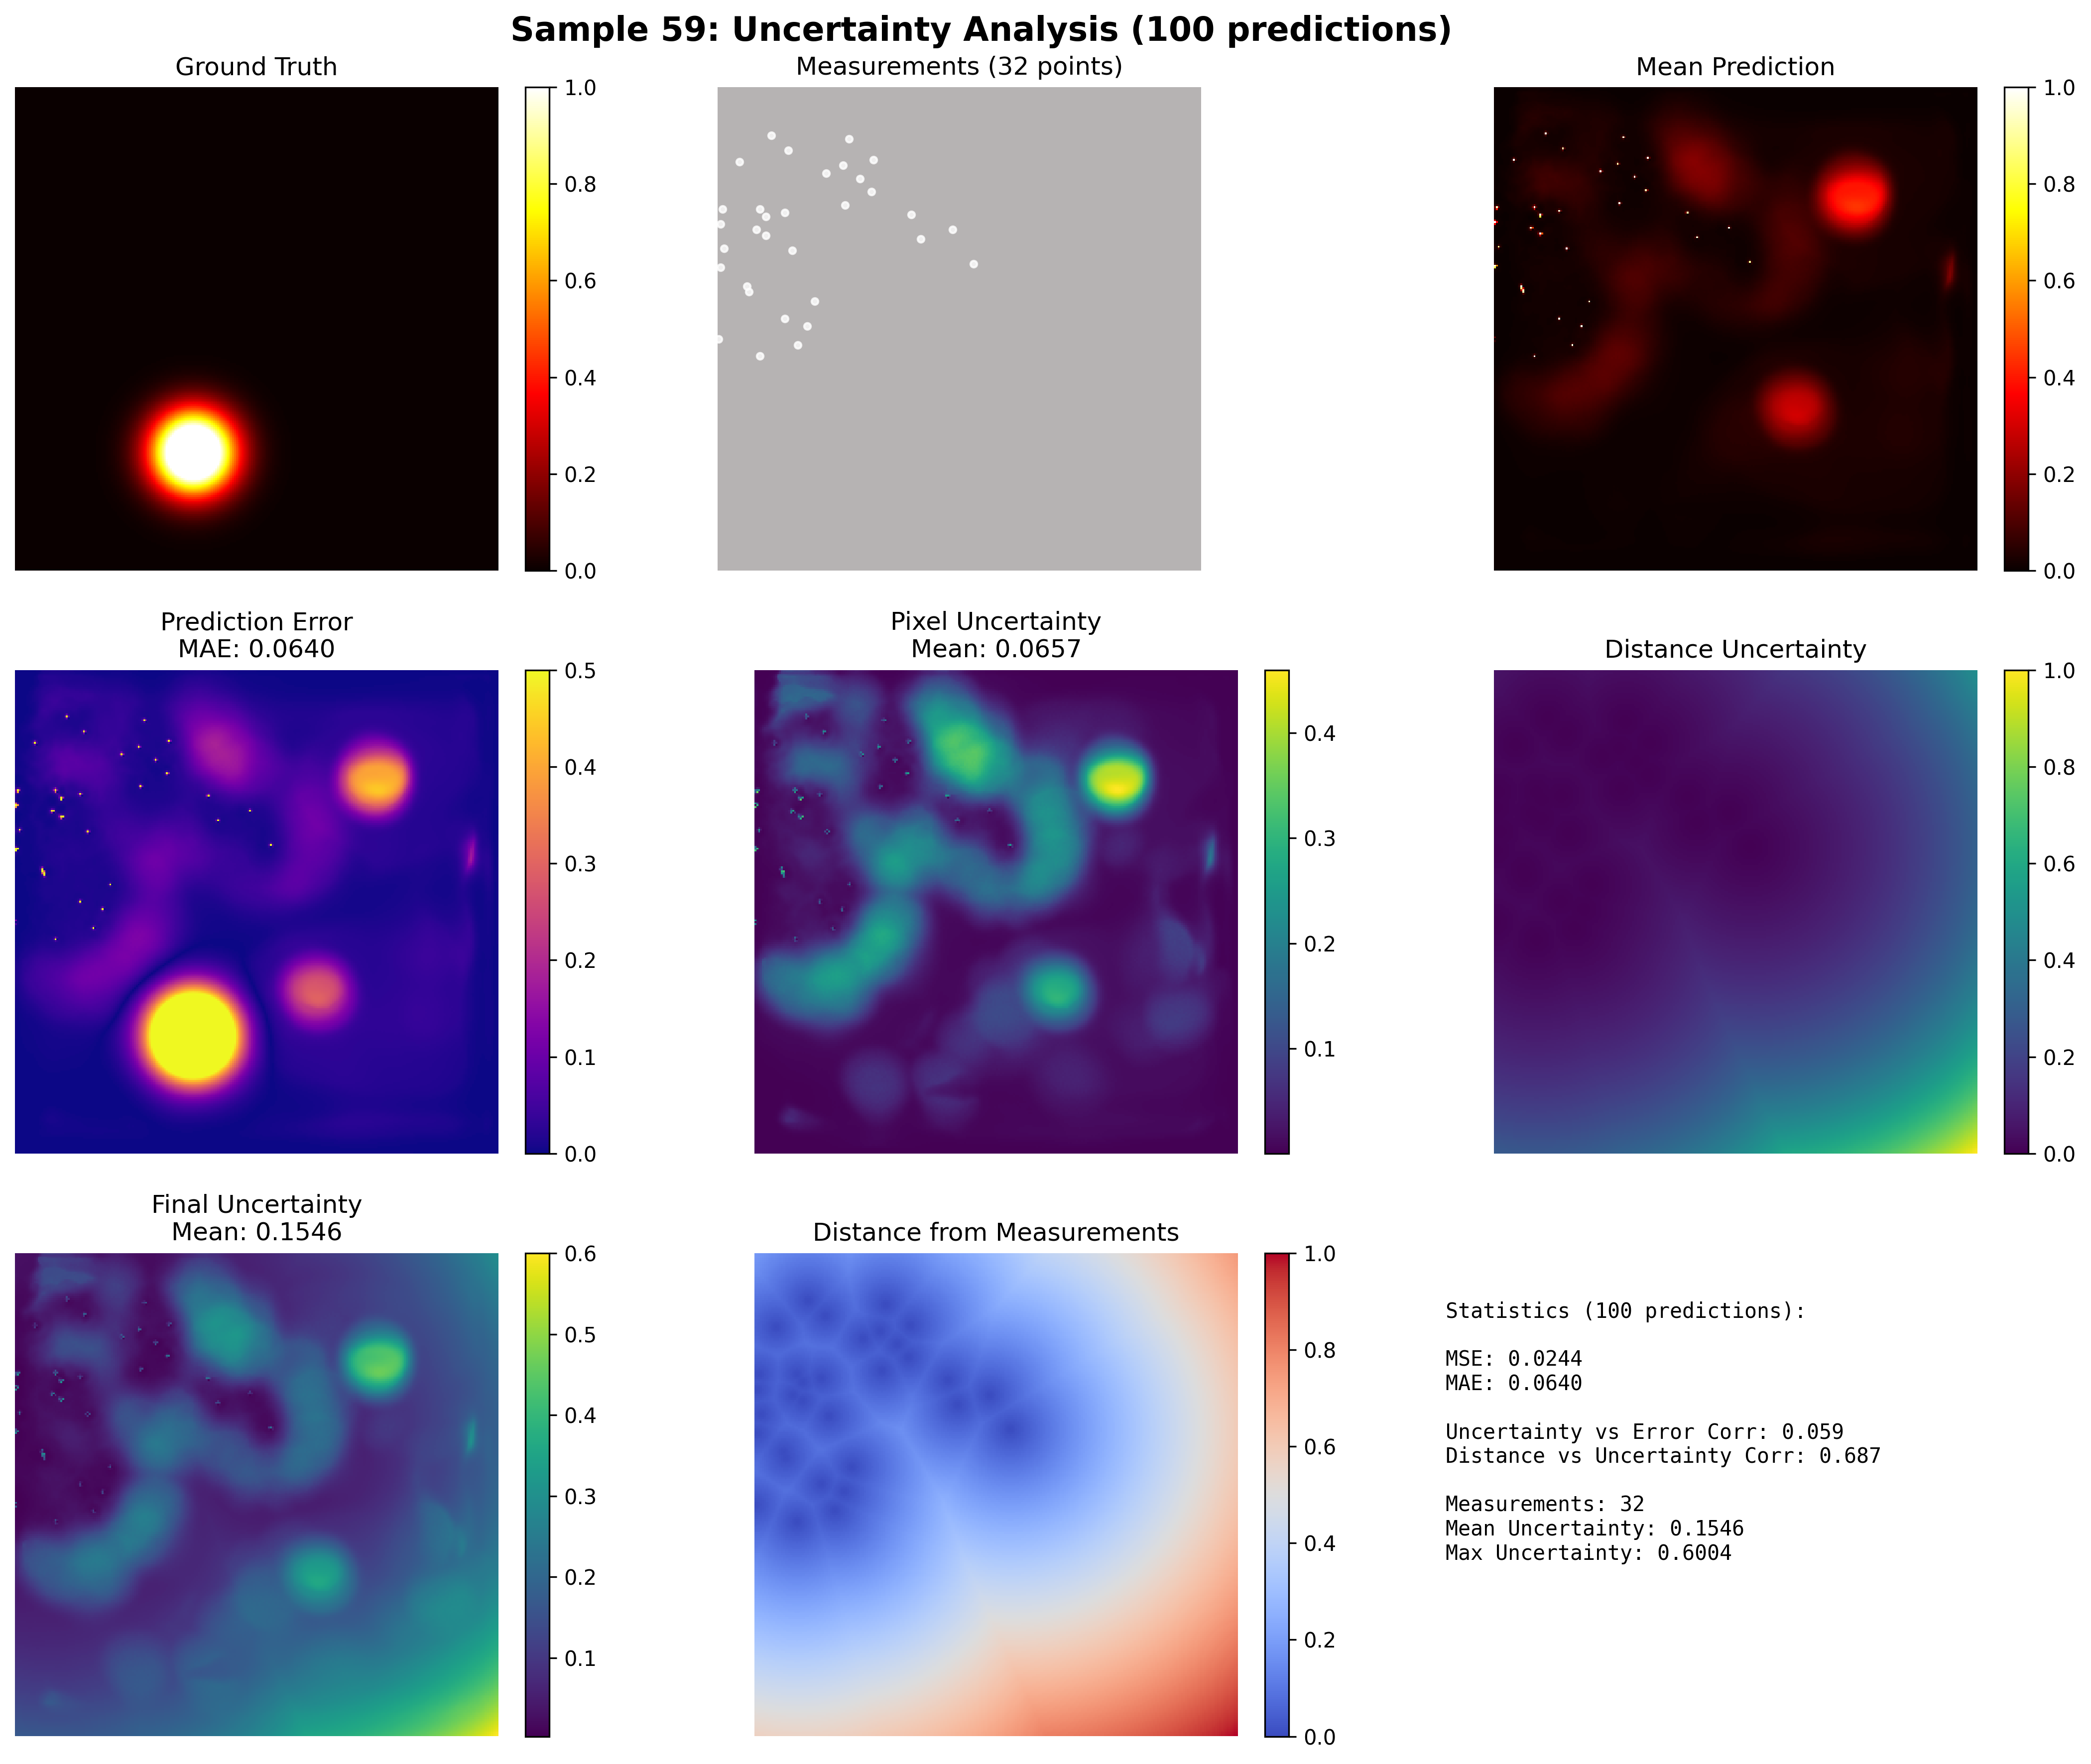 Sample 59: Uncertainty Analysis (100 predictions)
Ground Truth
1.0
0.8
0.6
0.4
0.2
0.0
Measurements (32 points)
Mean Prediction
1.0
0.8
0.6
0.4
0.2
0.0
Prediction Error
MAE: 0.0640
0.5
0.4
0.3
0.2
0.1
0.0
Pixel Uncertainty
Mean: 0.0657
0.4
0.3
0.2
0.1
Distance Uncertainty
1.0
0.8
0.6
0.4
0.2
0.0
Final Uncertainty
Mean: 0.1546
0.6
0.5
0.4
0.3
0.2
0.1
Distance from Measurements
1.0
0.8
0.6
0.4
0.2
0.0
Statistics (100 predictions):
MSE: 0.0244
MAE: 0.0640
Uncertainty vs Error Corr: 0.059
Distance vs Uncertainty Corr: 0.687
Measurements: 32
Mean Uncertainty: 0.1546
Max Uncertainty: 0.6004